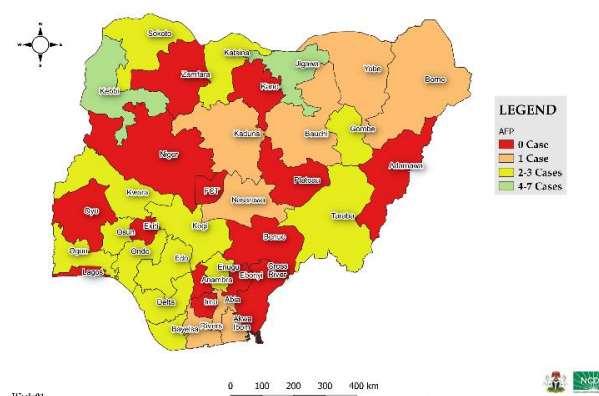 Sokoto
Katsina
Jigawa
Yobe
Borno
Kebbi
Zamfara
Kano
Gombe
Kaduna
Bauchi
Niger
Adamawa
Plateau
FCT
Nasarawa
Kwara
Taraba
Oyo
Kogi
Osun
Ekiti
Benue
Ogun
Ondo
Edo
Enugu
Ebonyi
Cross
River
Lagos
Anambra
Delta
Imo
Abia
Akwa
Ibom
Bayelsa
Rivers
LEGEND
AFP
0 Case
1 Case
2-3 Cases
4-7 Cases
0 100 200 300 400 km